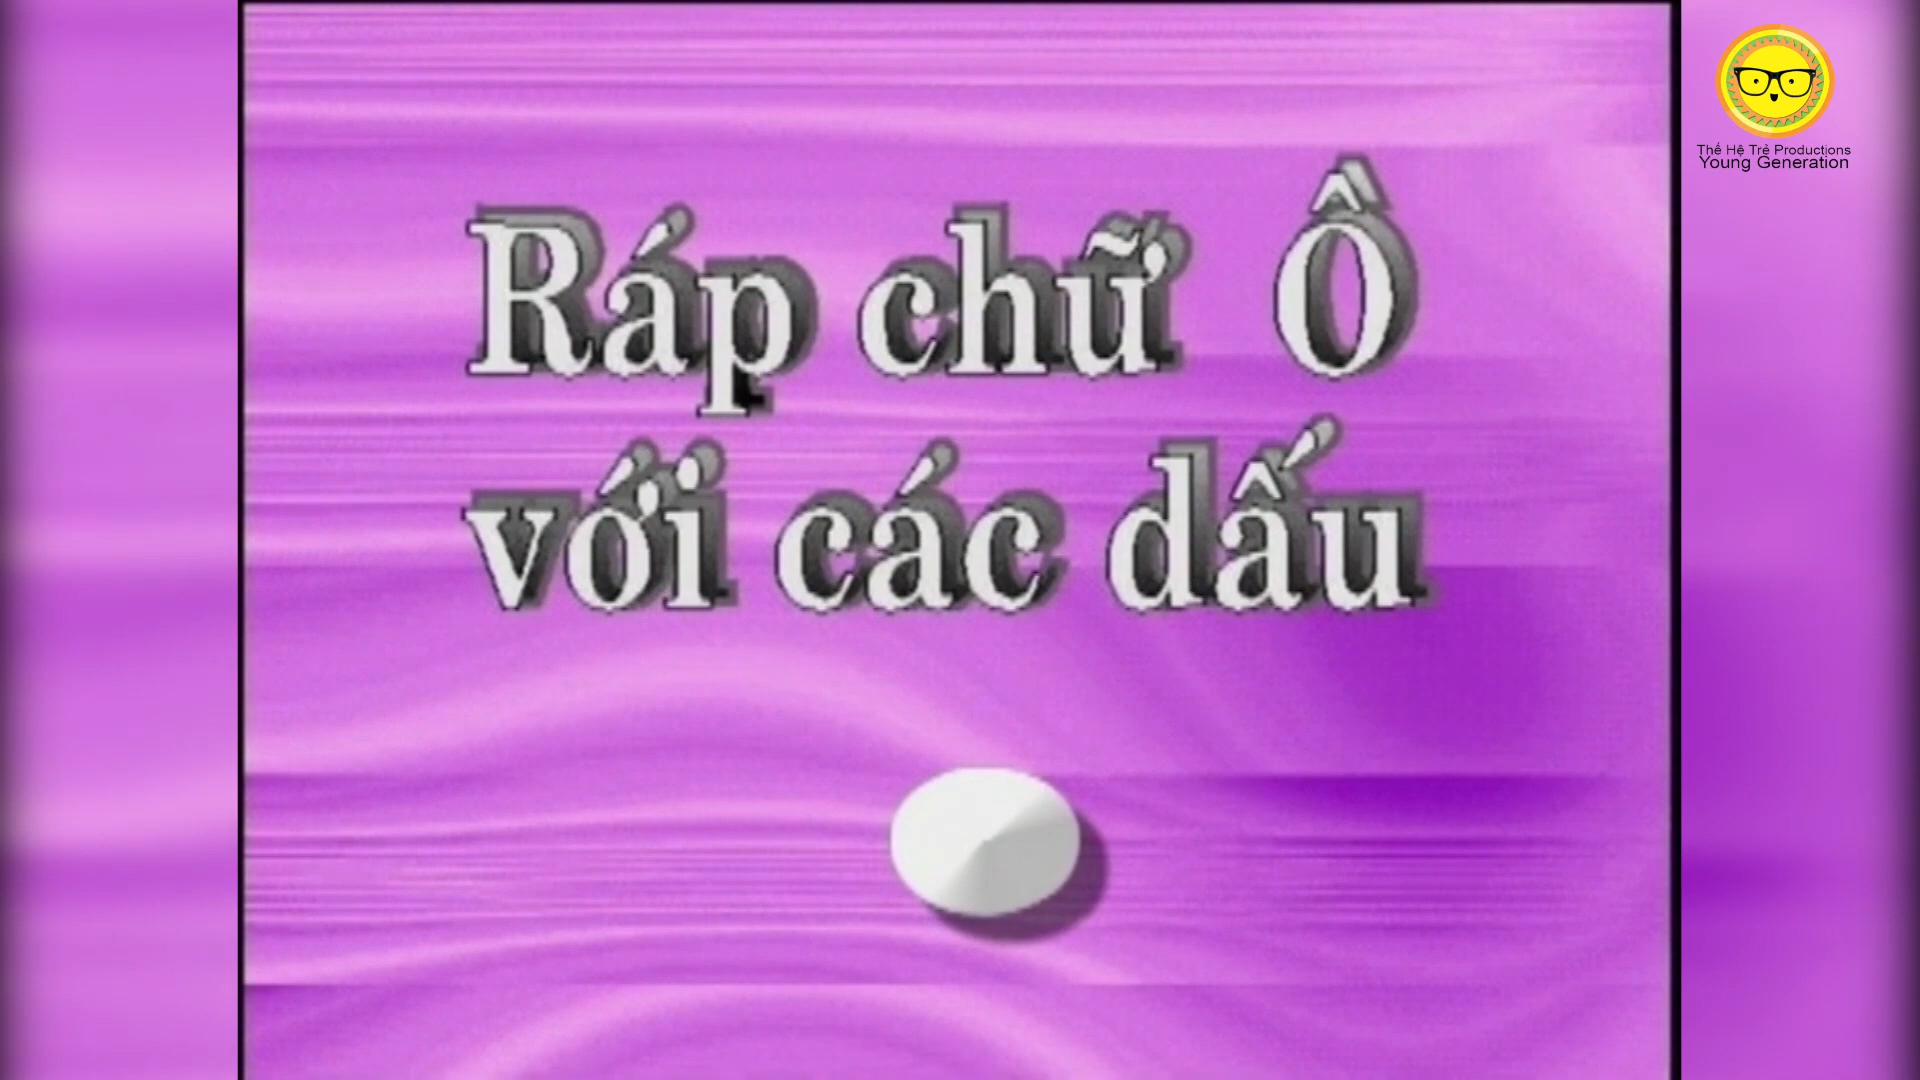 Ráp chữ Ô
với các dấu
Thế Hệ Trẻ Productions
Young Generation